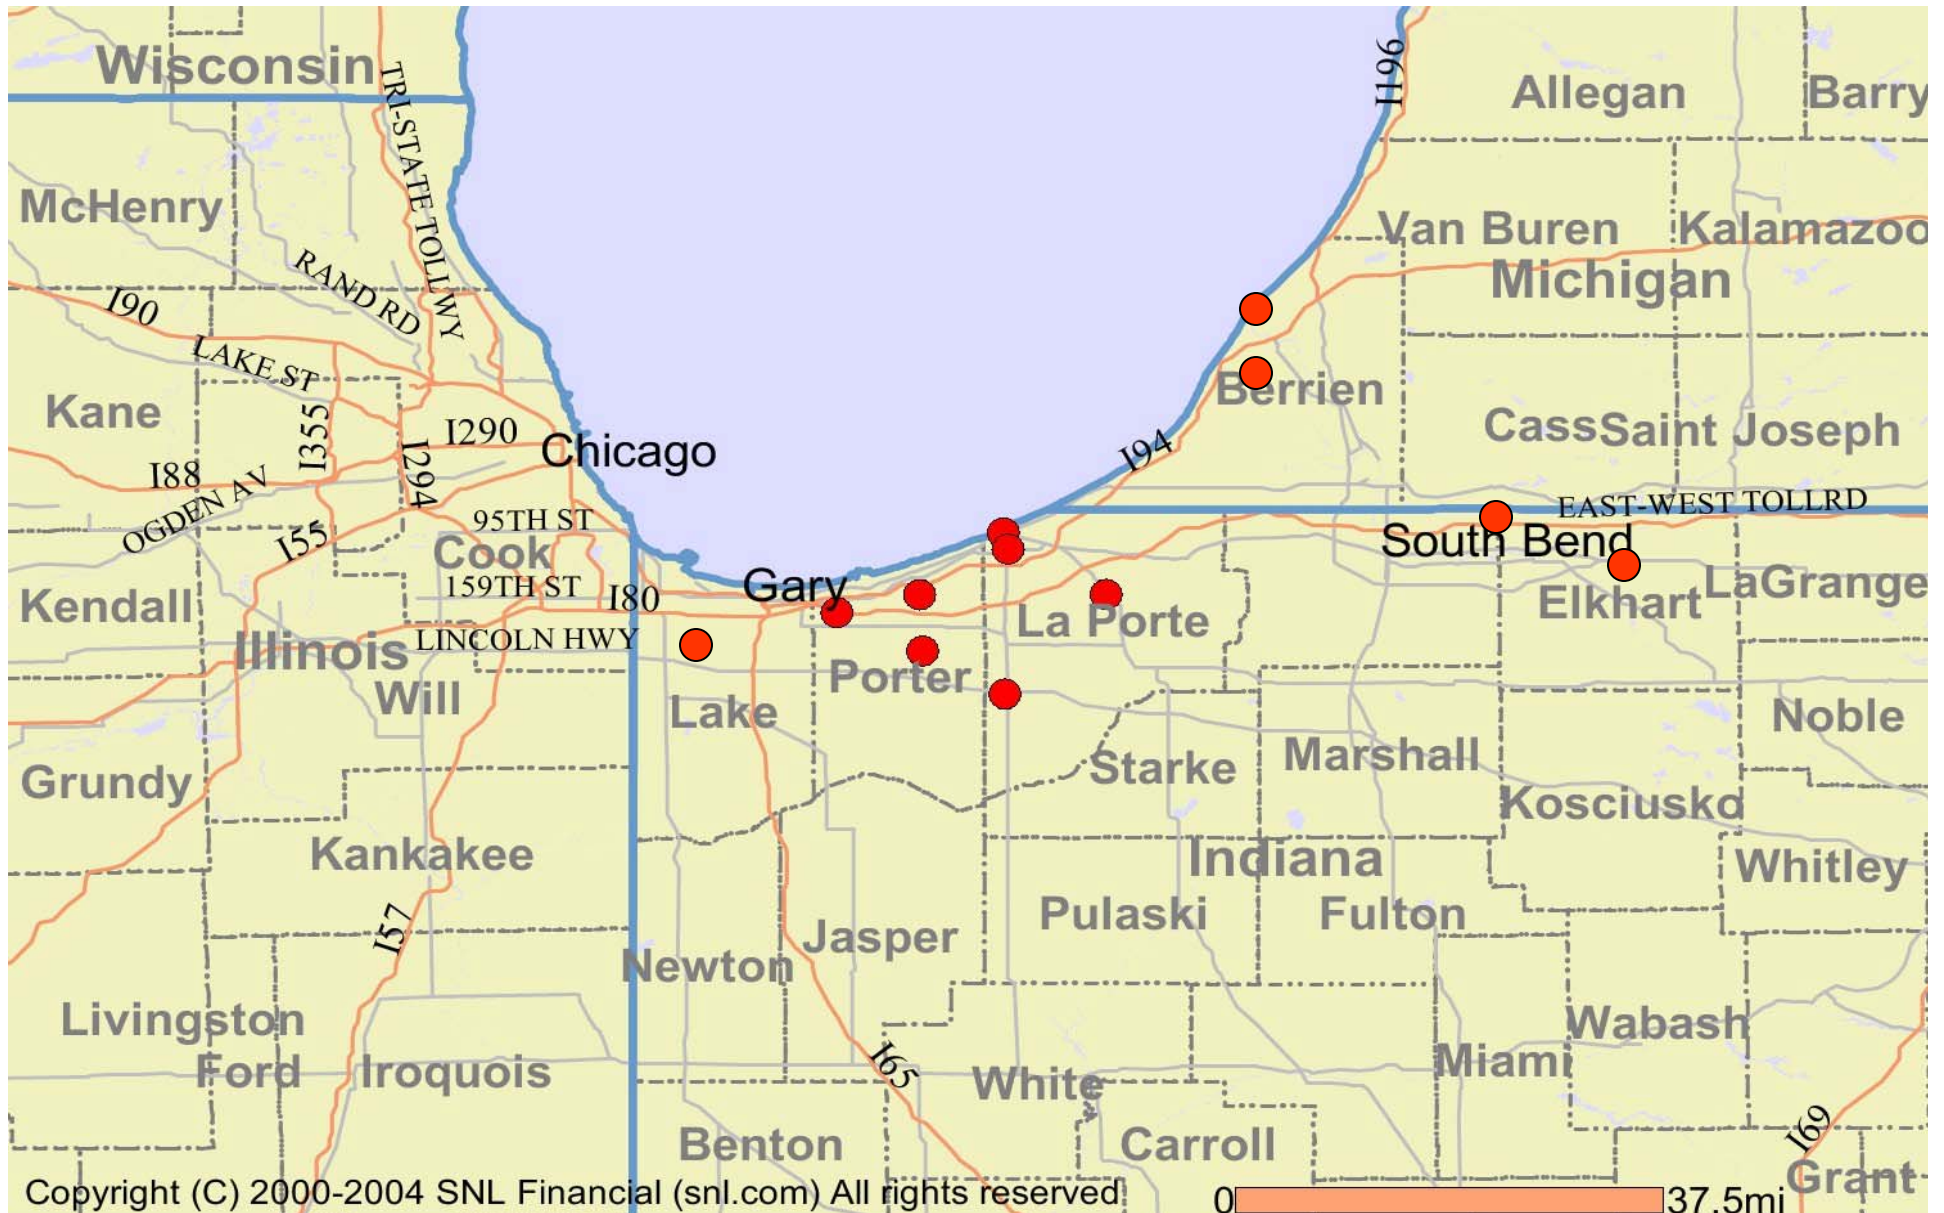 Wisconsin
TRI-STATE TOLLWY
I196
Allegan
Barry
McHenry
Van Buren
Kalamazoo
RAND RD
Michigan
I90
LAKE ST
Kane
I355
I290
I294
Chicago
Berrien
Cass
Saint Joseph
I88
OGDEN AV
I94
EAST-WEST TOLLRD
I55
95TH ST
Cook
South Bend
159TH ST
I80
Gary
Kendall
LaGrange
Elkhart
La Porte
Illinois
LINCOLN HWY
Porter
Will
Lake
Noble
Grundy
Starke
Marshall
Kosciusko
Kankakee
Indiana
Whitley
Pulaski
Fulton
I57
Jasper
Newton
Livingston
Wabash
Ford
Iroquois
I65
White
Miami
Benton
Carroll
I69
Grant
Copyright (C) 2000-2004 SNL Financial (snl.com) All rights reserved
0
37.5mi